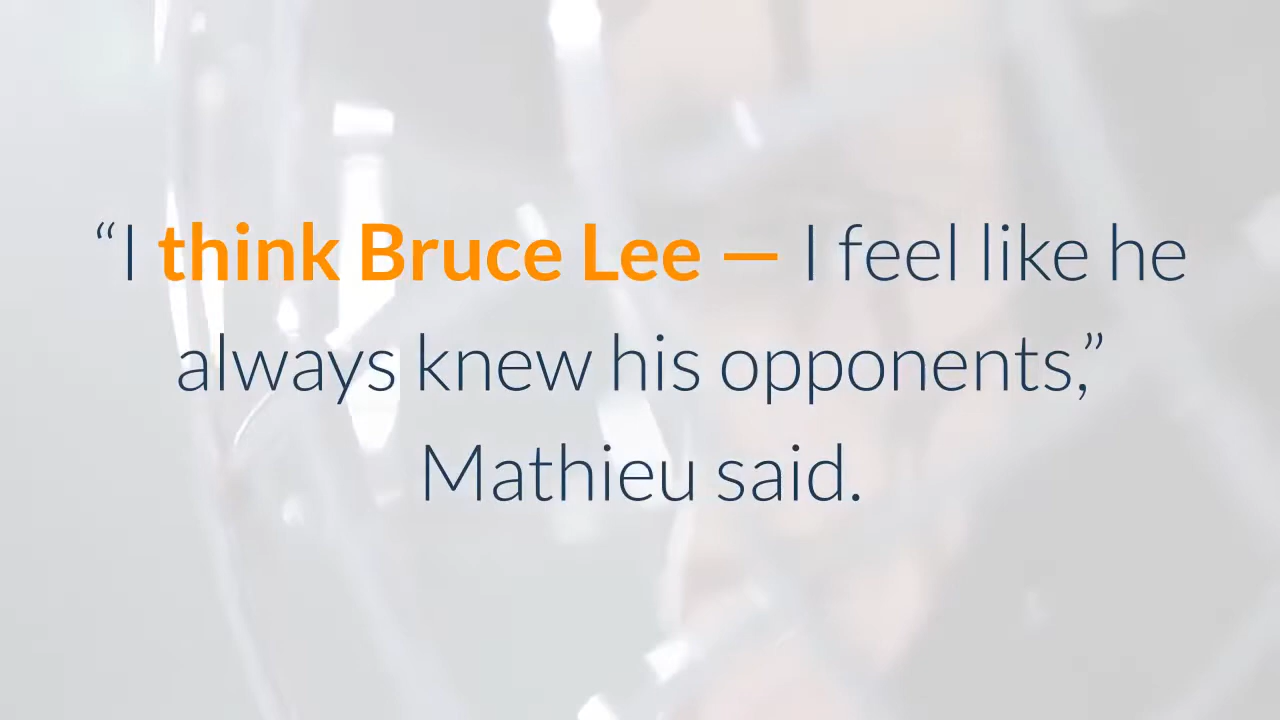 “I think Bruce Lee — I feel like he
always knew his opponents,”
Mathieu said.